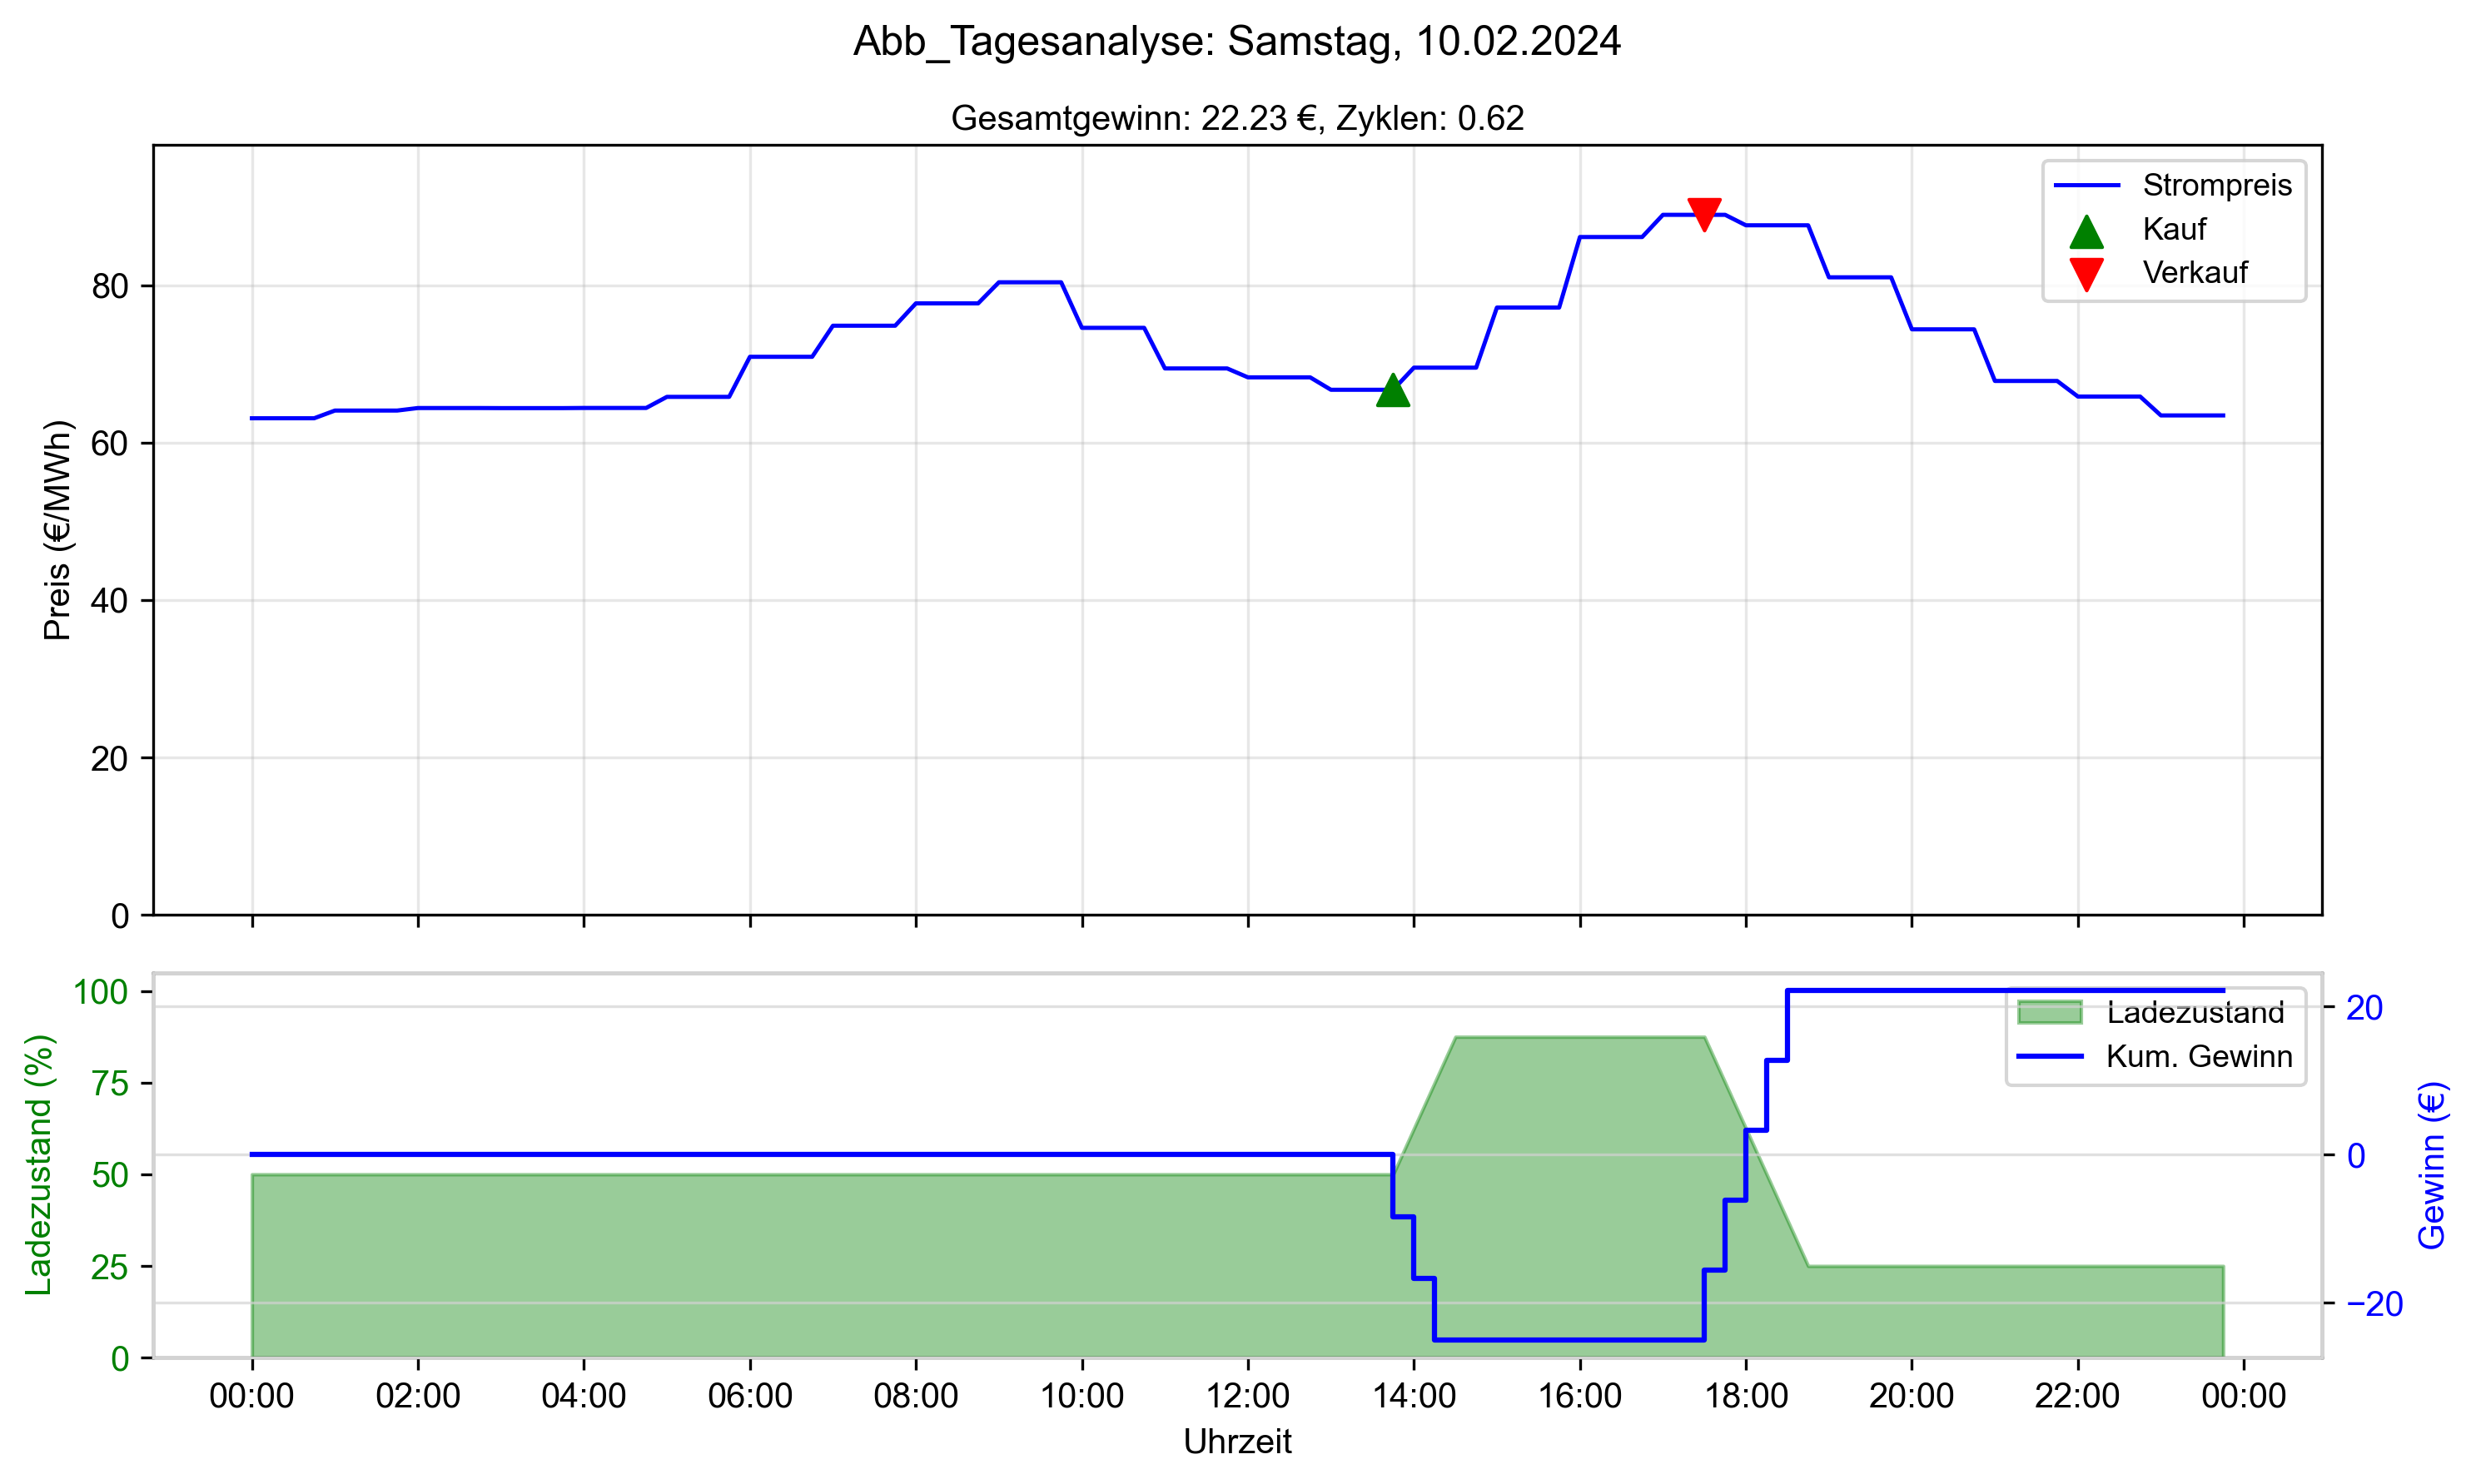 Abb_Tagesanalyse: Samstag, 10.02.2024
Gesamtgewinn: 22.23 €, Zyklen: 0.62
Strompreis
Kauf
Verkauf
Preis (€/MWh)
80
60
40
20
0
Ladezustand
Kum. Gewinn
Ladezustand (%)
100
75
50
25
0
Gewinn (€)
20
0
−20
00:00 02:00 04:00 06:00 08:00 10:00 12:00 14:00 16:00 18:00 20:00 22:00 00:00
Uhrzeit